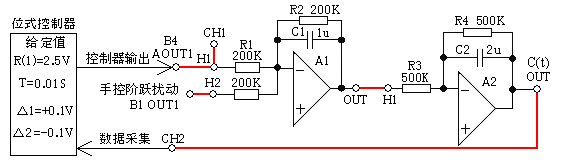 位式控制器
给定值
R(1)=2.5V
T=0.01S
△1=+0.1V
△2=-0.1V
控制器输出
B4
AOUT1
CH1
H1
R1
200K
手控阶跃扰动
H2
B1 OUT1
200K
R2 200K
C1 1u
A1
OUT
H1
R3
500K
R4 500K
C2 2u
A2
C(t)
OUT
数据采集
CH2